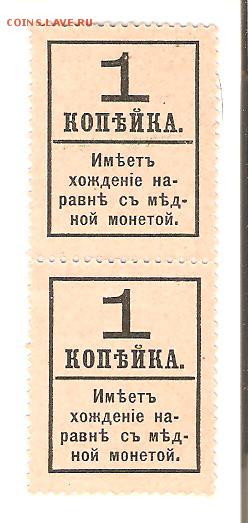 COINS.LAVE.RU
1
КОПѢЙКА.
Имѣетъ
хожденіе на-
равнѣ съ мѣд-
ной монетой.
1
КОПѢЙКА.
Имѣетъ
хожденіе на-
равнѣ съ мѣд-
ной монетой.